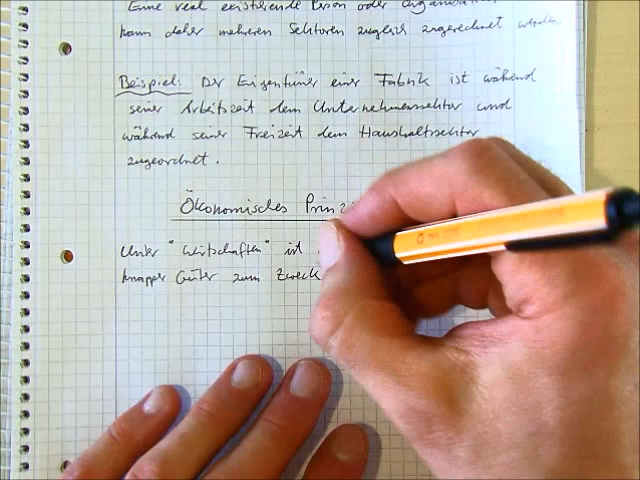 Eine real existierende Person oder Organisation
kann daher mehreren Sektoren zugleich zugerechnet werden.
Beispiel: Der Eigentümer einer Fabrik ist während
seiner Arbeitszeit dem Unternehmenssektor und
während seiner Freizeit dem Haushaltssektor
zugeordnet.
Ökonomisches Prinzi
Unter "Wirtschaften" ist
knapper Güter zum Zweck